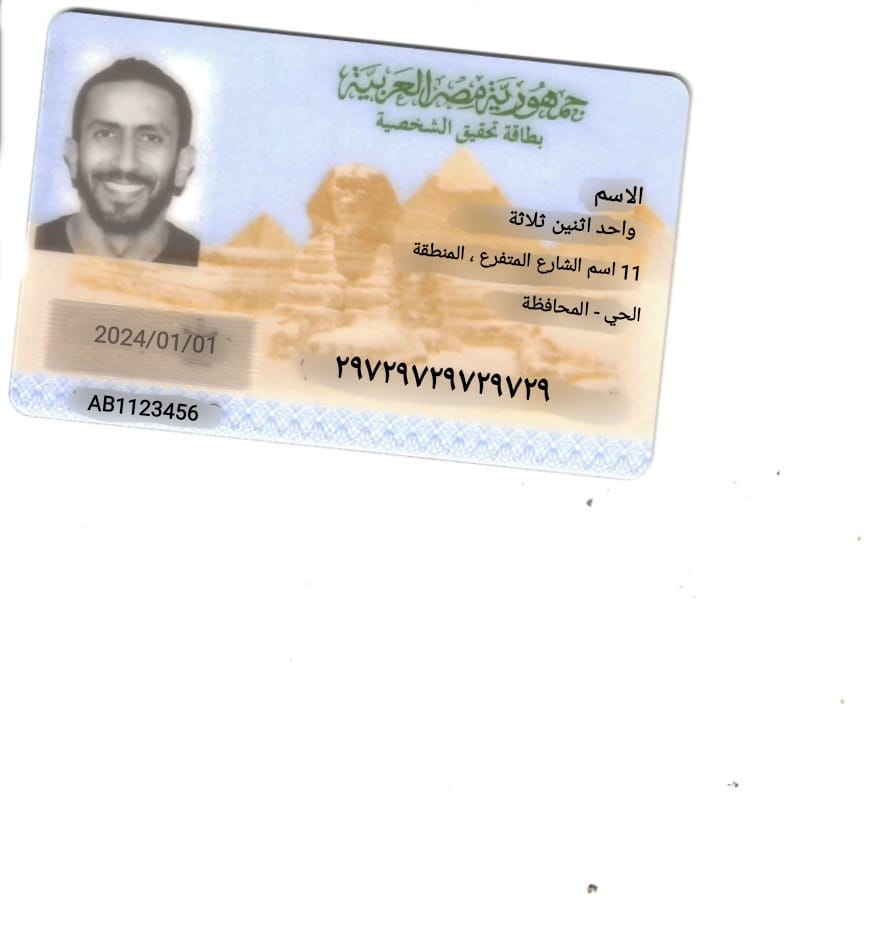 جمهورية مصر العربية
بطاقة تحقيق الشخصية
الاسم
واحد اثنين ثلاثة
11 اسم الشارع المتفرع ، المنطقة
الحي - المحافظة
٢٩٧٢٩٧٢٩٧٢٩٧٢٩
2024/01/01
AB1123456